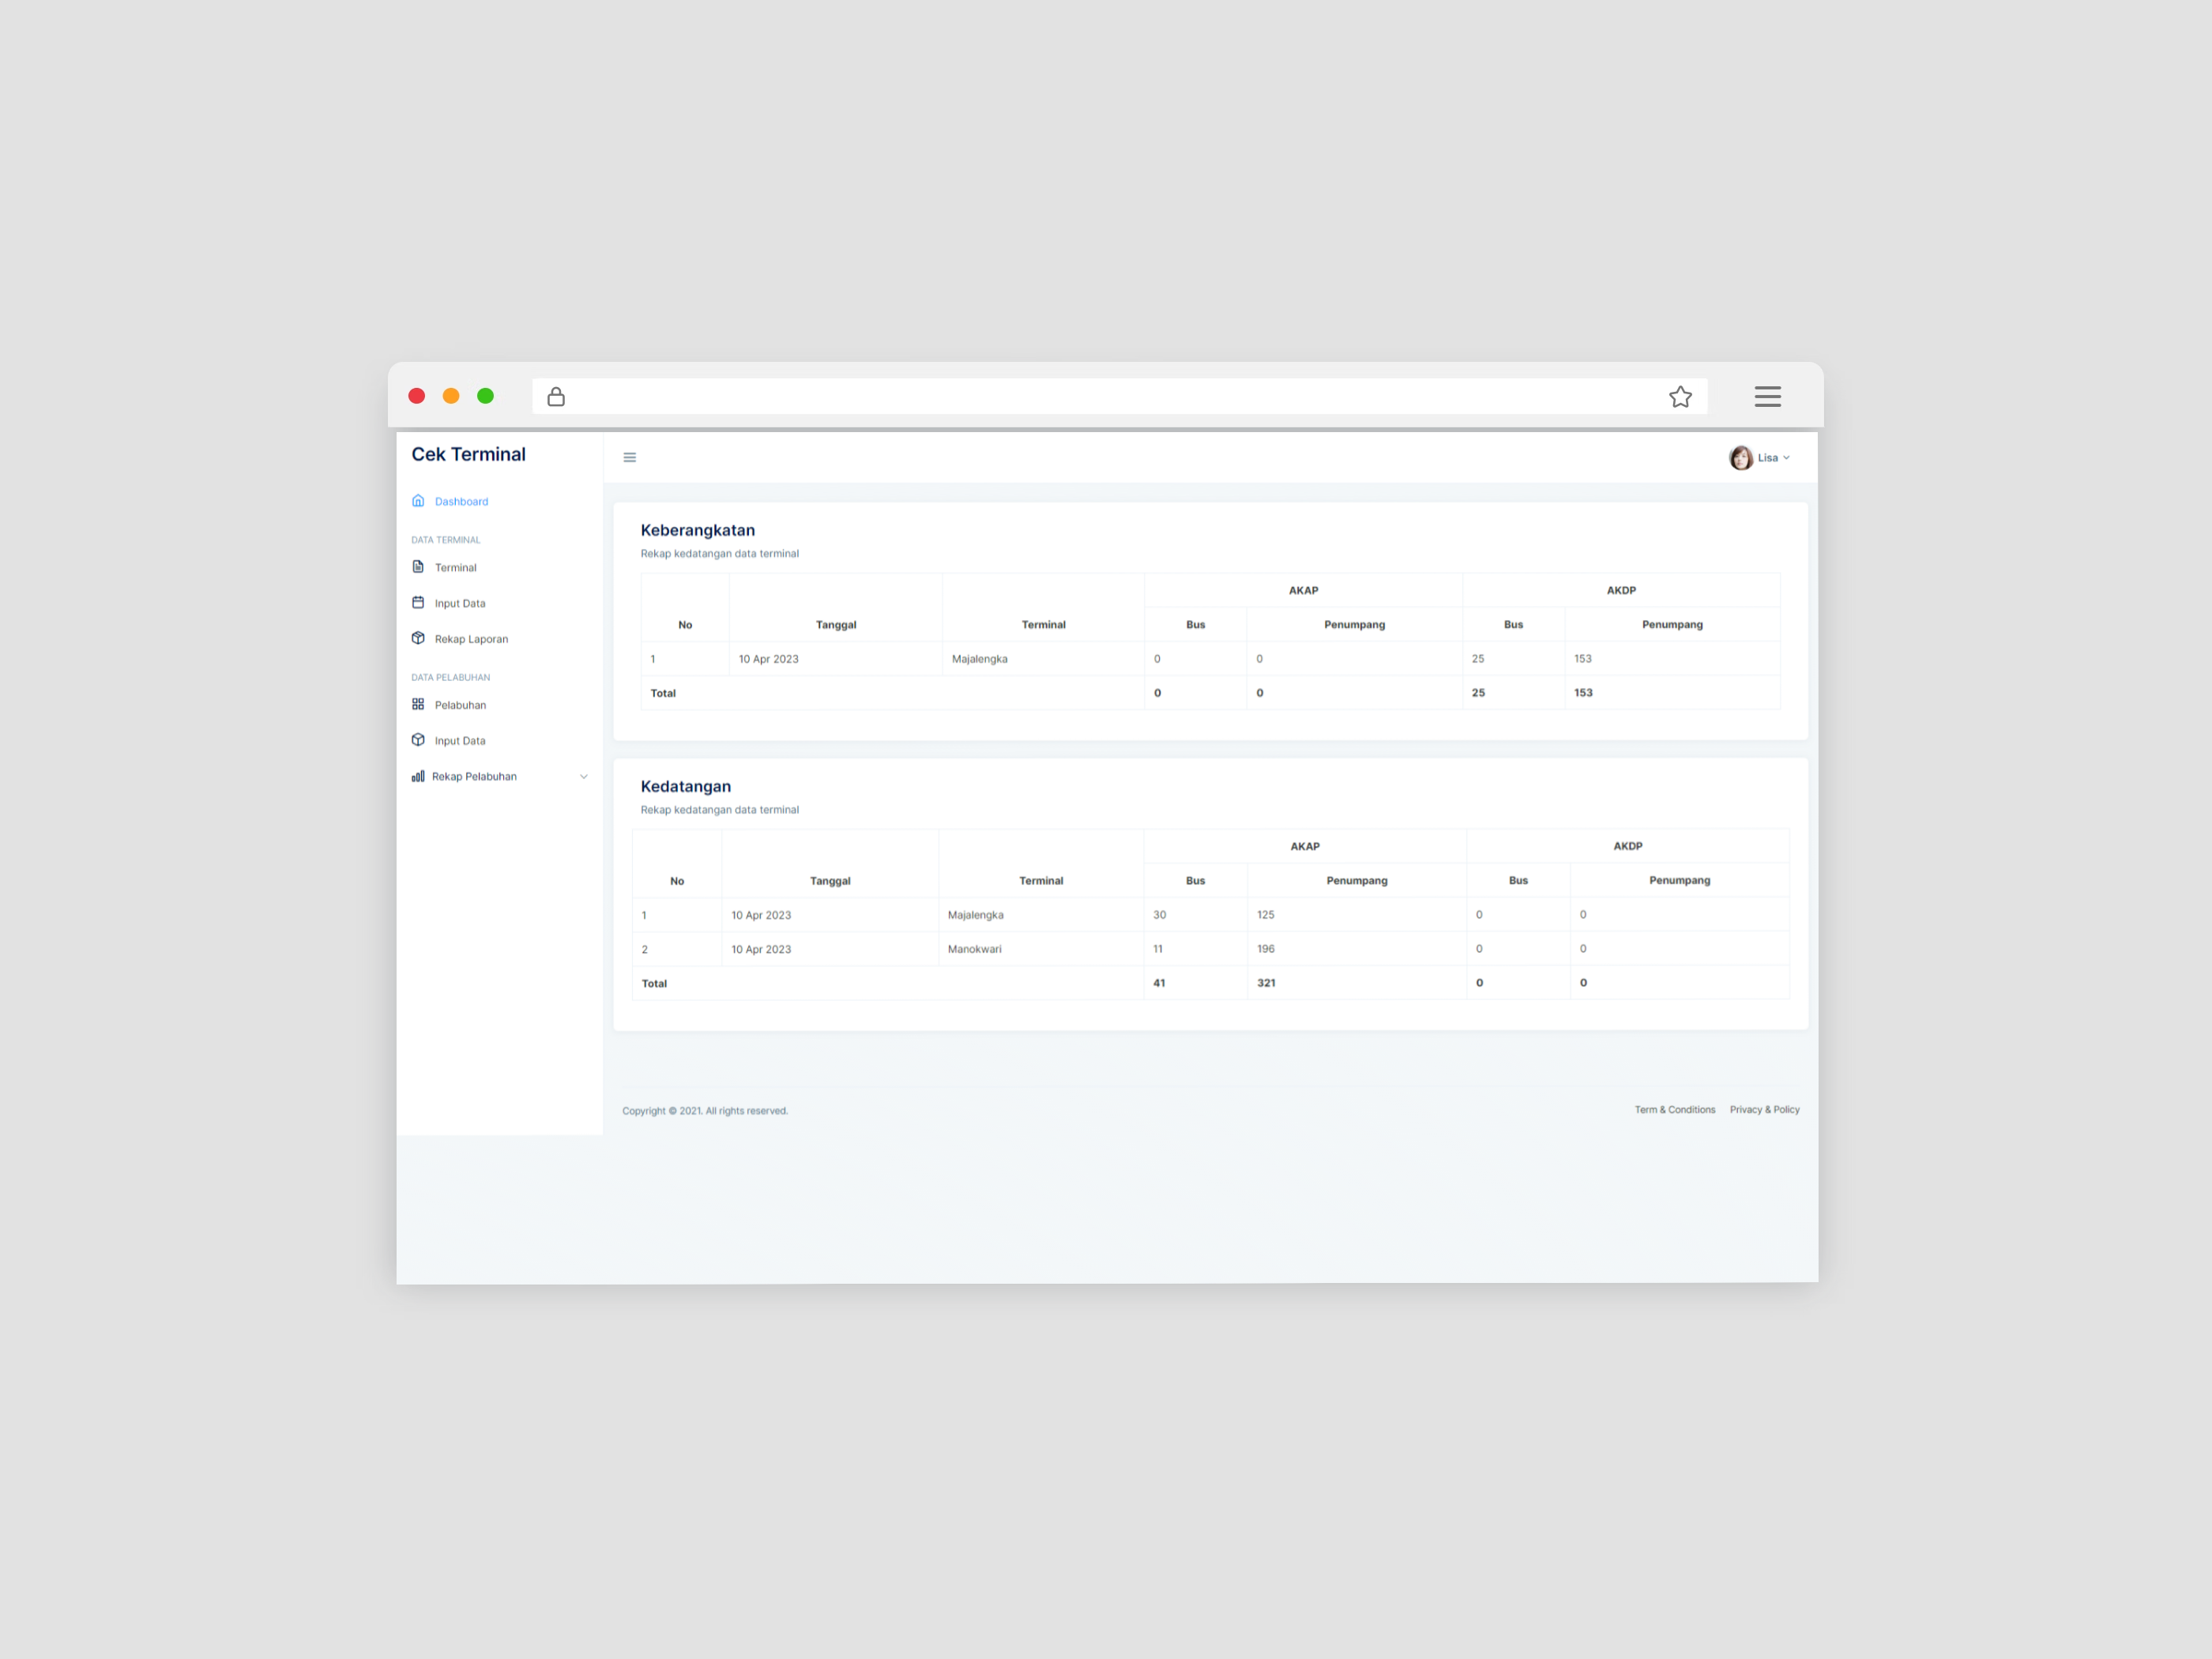 Cek Terminal
Lisa
Dashboard
DATA TERMINAL
Terminal
Input Data
Rekap Laporan
DATA PELABUHAN
Pelabuhan
Input Data
Rekap Pelabuhan
Keberangkatan
Rekap kedatangan data terminal
AKAP AKDP
No Tanggal Terminal Bus Penumpang Bus Penumpang
1 10 Apr 2023 Majalengka 0 0 25 153
Total 0 0 25 153
Kedatangan
Rekap kedatangan data terminal
AKAP AKDP
No Tanggal Terminal Bus Penumpang Bus Penumpang
1 10 Apr 2023 Majalengka 30 125 0 0
2 10 Apr 2023 Manokwari 11 196 0 0
Total 41 321 0 0
Copyright © 2021. All rights reserved. Term & Conditions Privacy & Policy